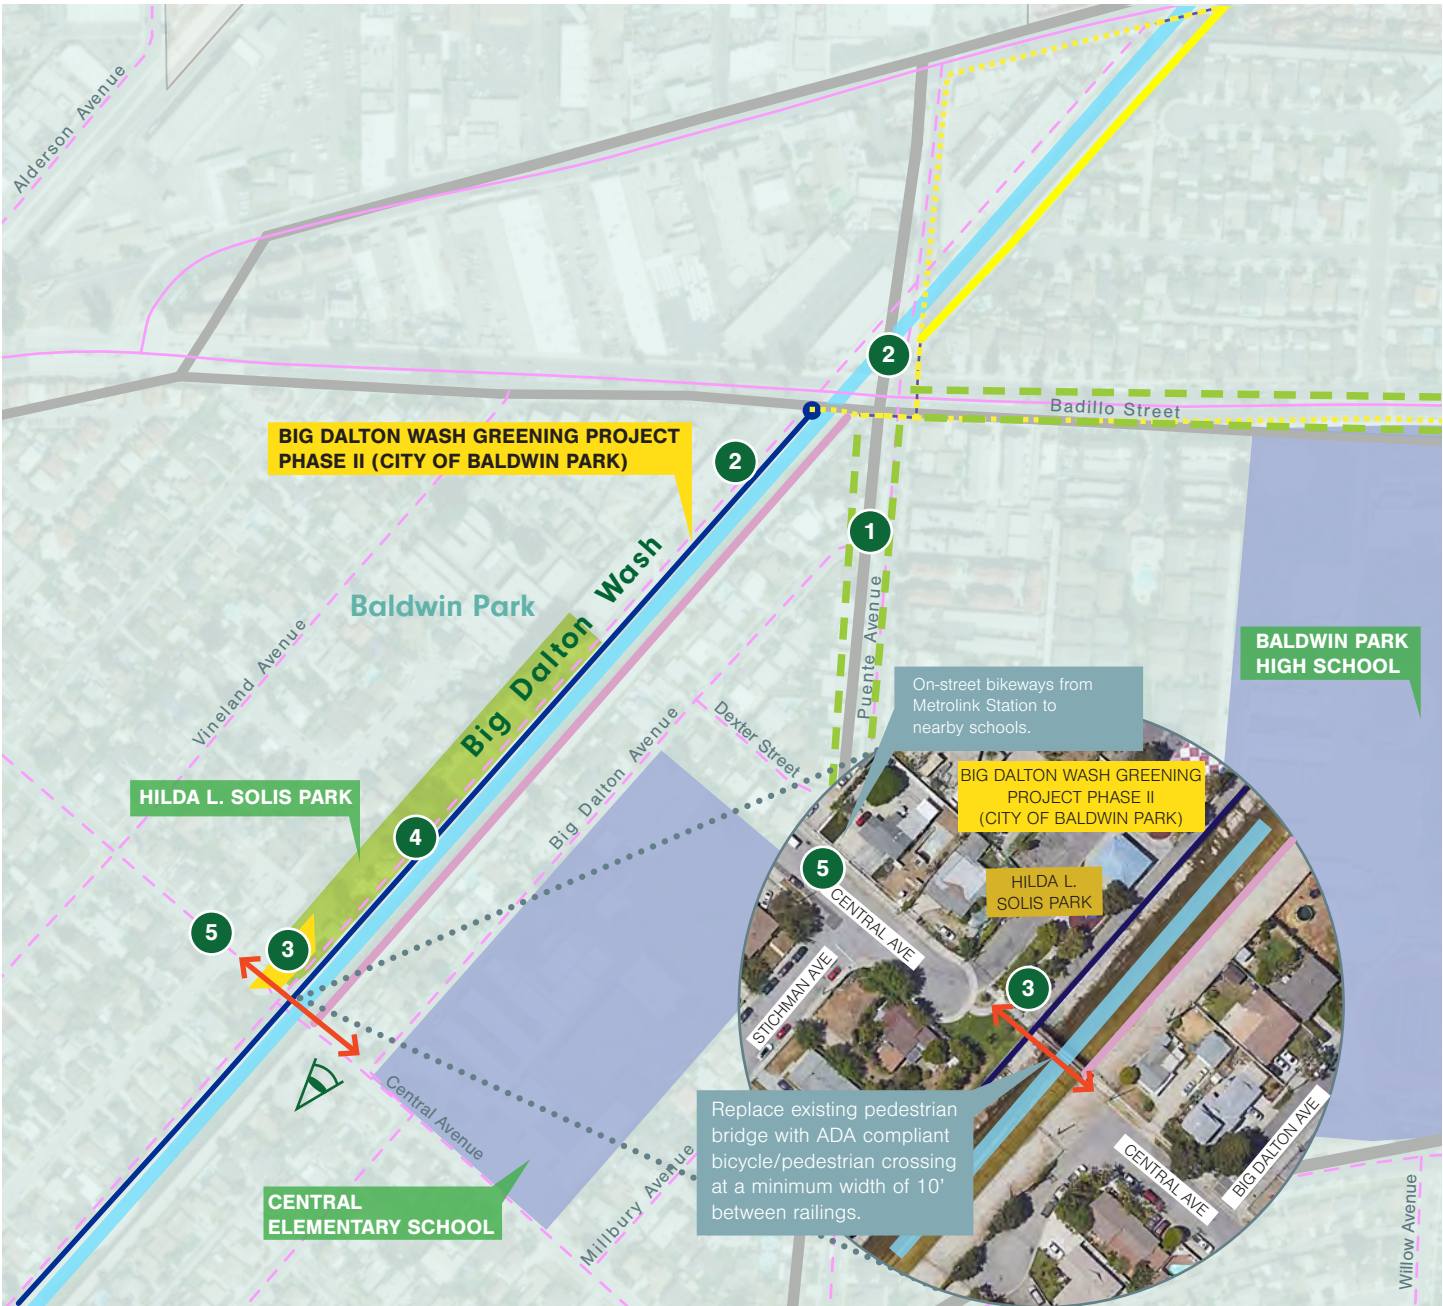 Alderson Avenue
2
Badillo Street
BIG DALTON WASH GREENING PROJECT
PHASE II (CITY OF BALDWIN PARK)
2
1
Big Dalton Wash
Baldwin Park
Vineland Avenue
Puente Avenue
BALDWIN PARK
HIGH SCHOOL
On-street bikeways from
Metrolink Station to
nearby schools.
Dexter Street
Big Dalton Avenue
HILDA L. SOLIS PARK
4
BIG DALTON WASH GREENING
PROJECT PHASE II
(CITY OF BALDWIN PARK)
5
HILDA L.
SOLIS PARK
CENTRAL AVE
STICHMAN AVE
3
5
3
Central Avenue
Replace existing pedestrian
bridge with ADA compliant
bicycle/pedestrian crossing
at a minimum width of 10’
between railings.
CENTRAL AVE
BIG DALTON AVE
CENTRAL
ELEMENTARY SCHOOL
Millbury Avenue
Willow Avenue